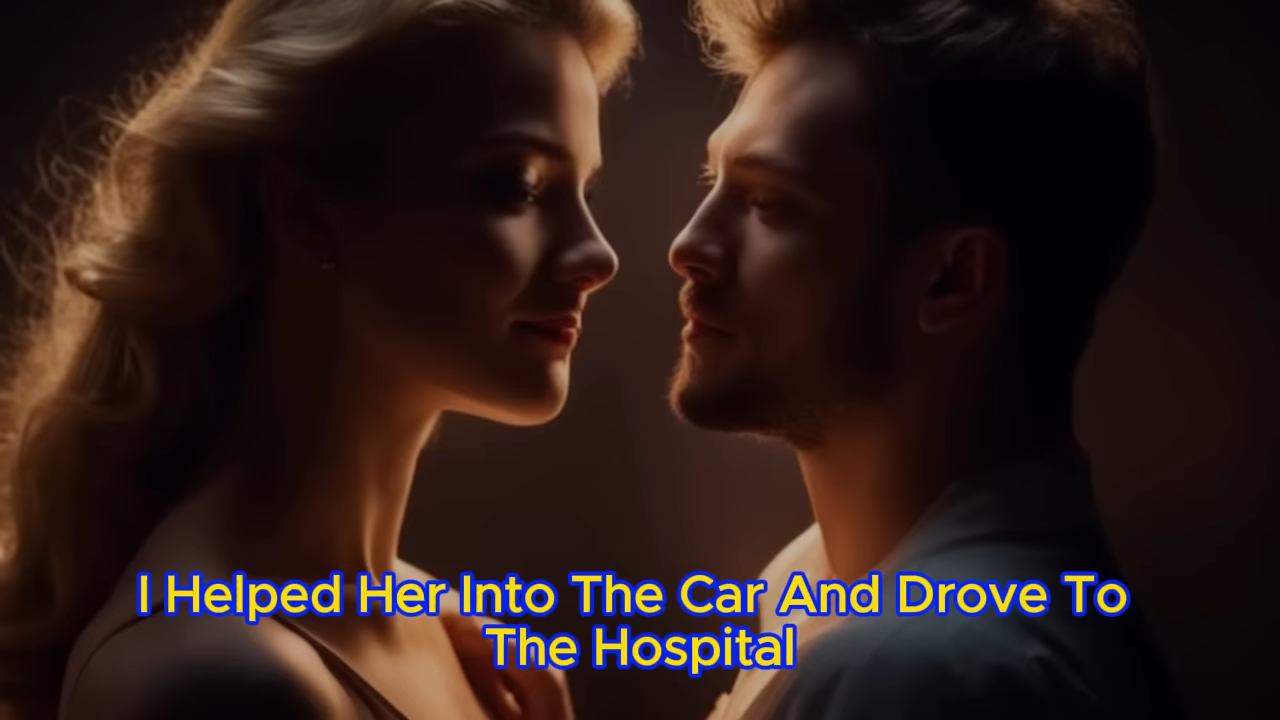 I Helped Her Into The Car And Drove To
The Hospital